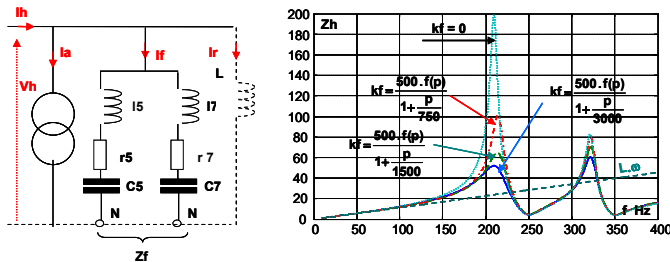 Ih
Ia
If
Ir
L
Vh
l5
l7
r5
r 7
C5
C7
N
N
Zf
Zh
200
180
160
140
120
100
80
60
40
20
0
0
50
100
150
200
250
300
350
400
f Hz
kf = 0
kf = 500.f(p)
1+ p
750
kf = 500.f(p)
1+ p
3000
kf = 500.f(p)
1+ p
1500
L.ω